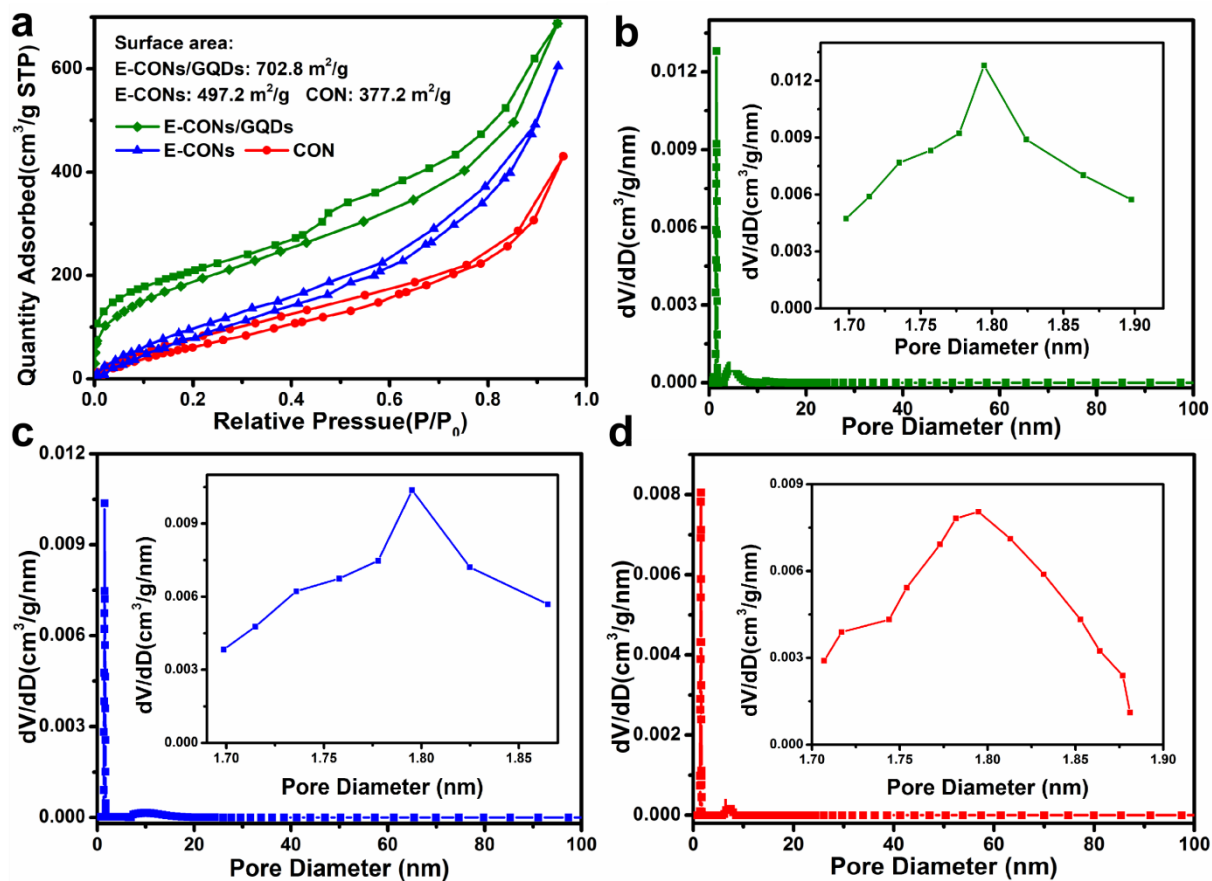 a
Surface area:
E-CONs/GQDs: 702.8 m²/g
E-CONs: 497.2 m²/g CON: 377.2 m²/g
E-CONs/GQDs
E-CONs CON
600
400
200
0
0.0 0.2 0.4 0.6 0.8 1.0
Quantity Adsorbed(cm³/g STP)
Relative Pressue(P/P₀)
b
0.012
0.009
0.006
0.003
0.000
dV/dD(cm³/g/nm)
0 20 40 60 80 100
Pore Diameter (nm)
0.012
0.009
0.006
0.003
0.000
dV/dD(cm³/g/nm)
1.70 1.75 1.80 1.85 1.90
Pore Diameter (nm)
c
0.012
0.009
0.006
0.003
0.000
dV/dD(cm³/g/nm)
0 20 40 60 80 100
Pore Diameter (nm)
0.009
0.006
0.003
0.000
dV/dD(cm³/g/nm)
1.70 1.75 1.80 1.85
Pore Diameter (nm)
d
0.008
0.006
0.004
0.002
0.000
dV/dD(cm³/g/nm)
0 20 40 60 80 100
Pore Diameter (nm)
0.009
0.006
0.003
0.000
dV/dD(cm³/g/nm)
1.70 1.75 1.80 1.85 1.90
Pore Diameter (nm)